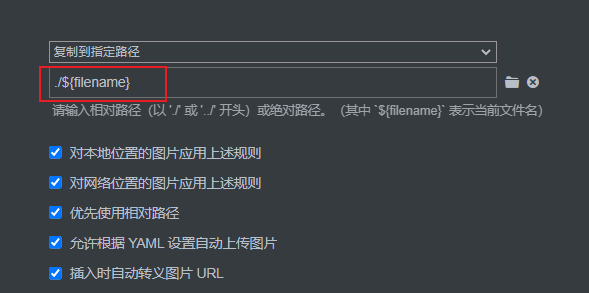 复制到指定路径
./${filename}
请输入相对路径（以 './' 或 '../' 开头）或绝对路径。（其中 `${filename}` 表示当前文件名）
对本地位置的图片应用上述规则
对网络位置的图片应用上述规则
优先使用相对路径
允许根据 YAML 设置自动上传图片
插入时自动转义图片 URL